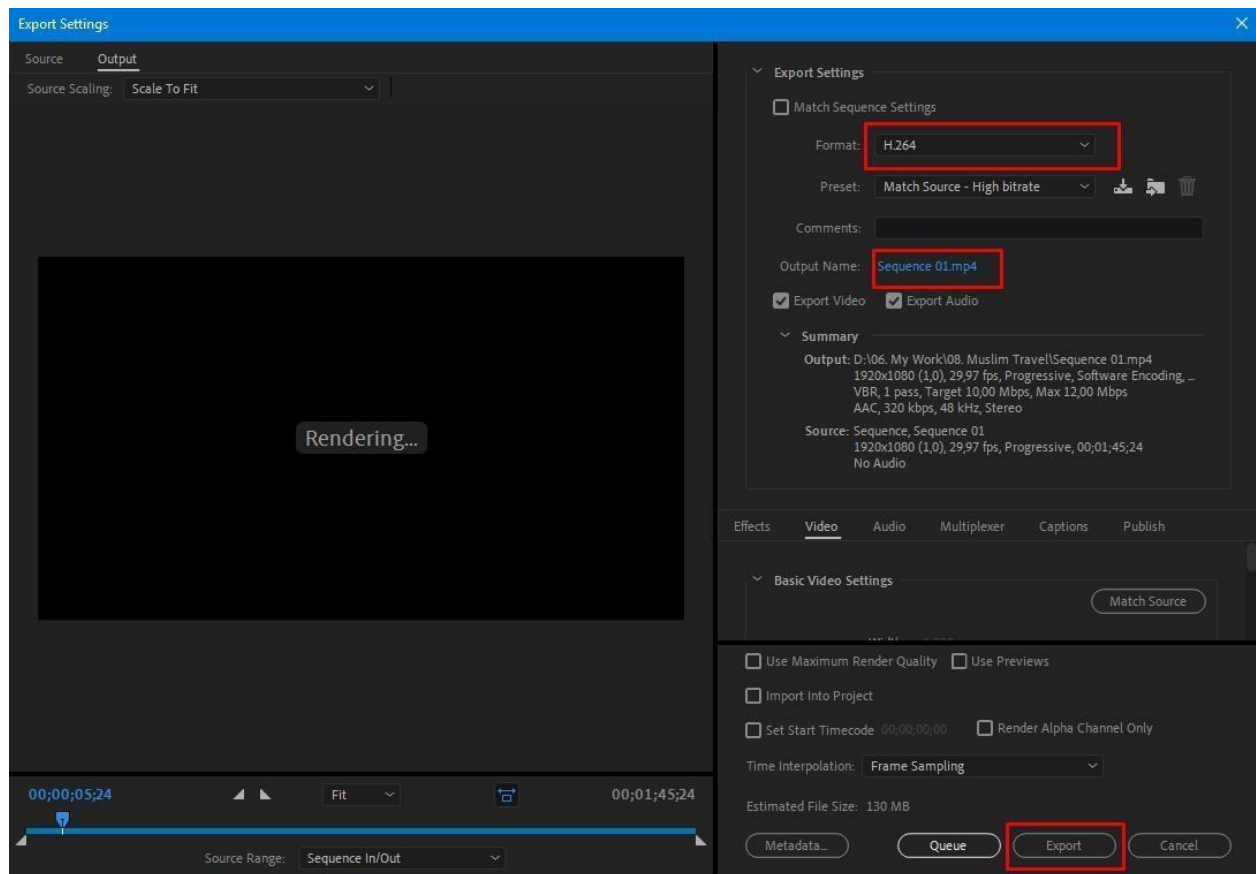 Export Settings
Source Output
Source Scaling: Scale To Fit
Rendering...
00;00;05;24 Fit 00;01;45;24
Source Range: Sequence In/Out
Export Settings
Match Sequence Settings
Format: H.264
Preset: Match Source - High bitrate
Comments:
Output Name: Sequence 01.mp4
Export Video Export Audio
Summary
Output: D:\06. My Work\08. Muslim Travel\Sequence 01.mp4
1920x1080 (1,0), 29,97 fps, Progressive, Software Encoding, ...
VBR, 1 pass, Target 10,00 Mbps, Max 12,00 Mbps
AAC, 320 kbps, 48 kHz, Stereo
Source: Sequence, Sequence 01
1920x1080 (1,0), 29,97 fps, Progressive, 00;01;45;24
No Audio
Effects Video Audio Multiplexer Captions Publish
Basic Video Settings
Match Source
Use Maximum Render Quality Use Previews
Import Into Project
Set Start Timecode 00;00;00;00 Render Alpha Channel Only
Time Interpolation: Frame Sampling
Estimated File Size: 130 MB
Metadata... Queue Export Cancel